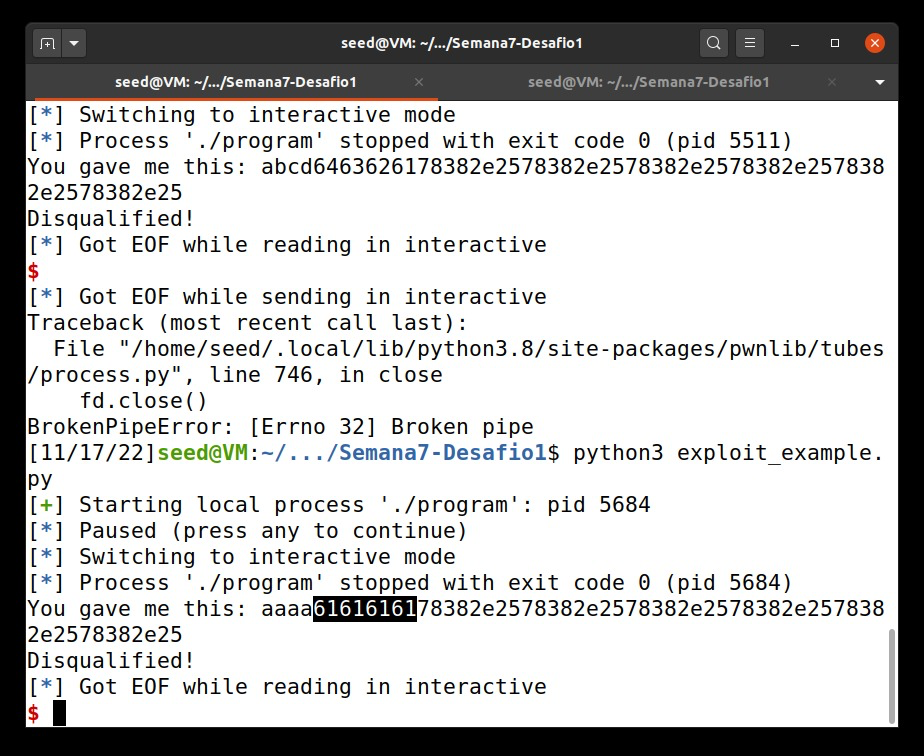 seed@VM: ~/.../Semana7-Desafio1
seed@VM: ~/.../Semana7-Desafio1
seed@VM: ~/.../Semana7-Desafio1
[*] Switching to interactive mode
[*] Process './program' stopped with exit code 0 (pid 5511)
You gave me this: abcd6463626178382e2578382e2578382e2578382e257838
2e2578382e25
Disqualified!
[*] Got EOF while reading in interactive
$
[*] Got EOF while sending in interactive
Traceback (most recent call last):
  File "/home/seed/.local/lib/python3.8/site-packages/pwnlib/tubes
/process.py", line 746, in close
    fd.close()
BrokenPipeError: [Errno 32] Broken pipe
[11/17/22]seed@VM:~/.../Semana7-Desafio1$ python3 exploit_example.
py
[+] Starting local process './program': pid 5684
[*] Paused (press any to continue)
[*] Switching to interactive mode
[*] Process './program' stopped with exit code 0 (pid 5684)
You gave me this: aaaa6161616178382e2578382e2578382e2578382e257838
2e2578382e25
Disqualified!
[*] Got EOF while reading in interactive
$